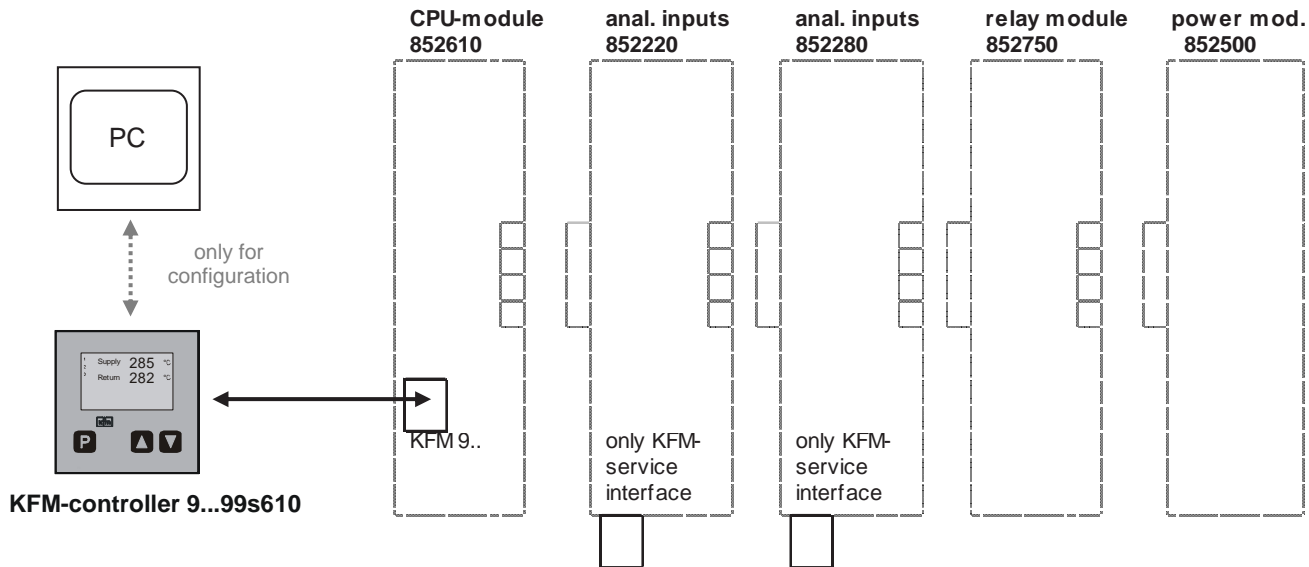 CPU-module
852610
anal. inputs
852220
anal. inputs
852280
relay module
852750
power mod.
852500
PC
only for
configuration
Supply 285 °C
Return 282 °C
P
KFM 9..
only KFM-
service
interface
only KFM-
service
interface
KFM-controller 9...99s610